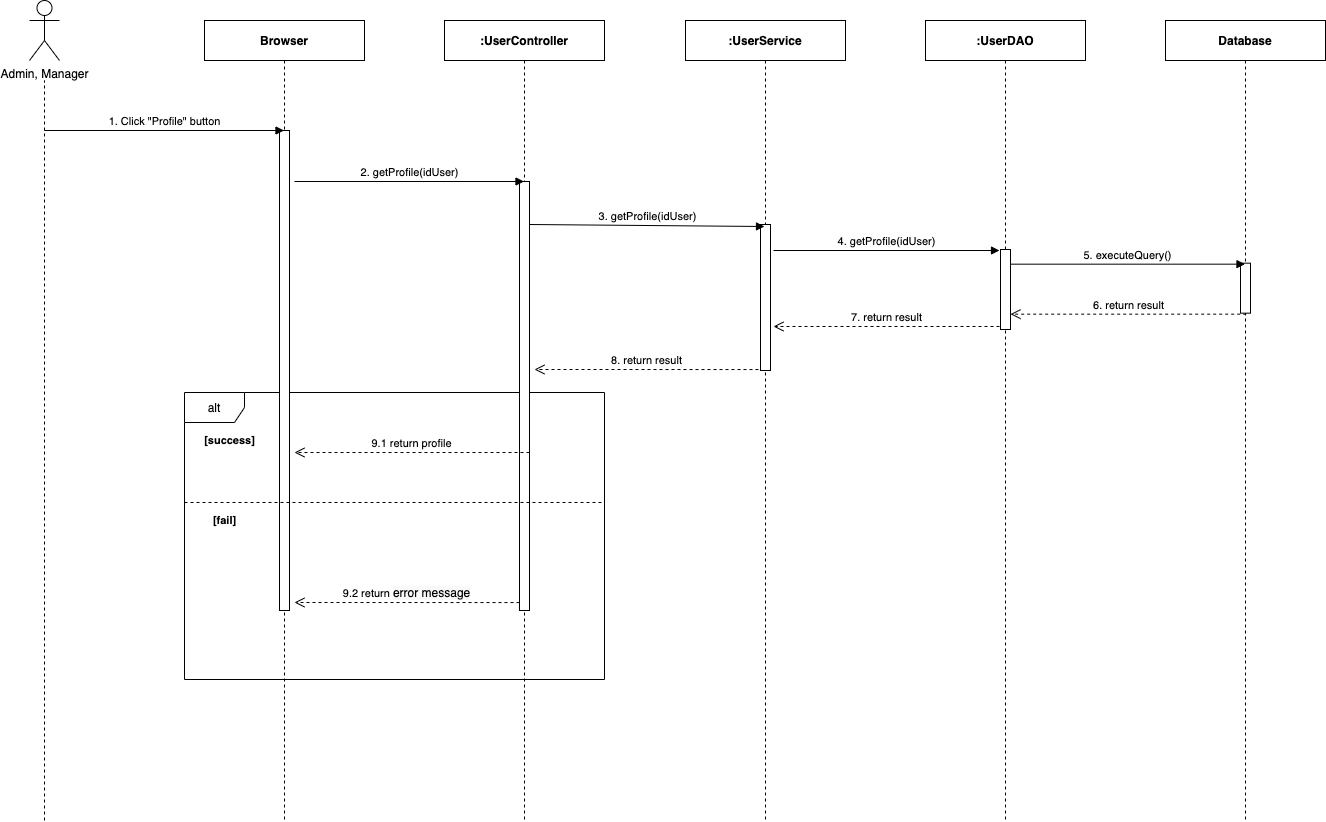 Browser
:UserController
:UserService
:UserDAO
Database
Admin, Manager
1. Click "Profile" button
2. getProfile(idUser)
3. getProfile(idUser)
4. getProfile(idUser)
5. executeQuery()
6. return result
7. return result
8. return result
alt
[success]
9.1 return profile
[fail]
9.2 return error message